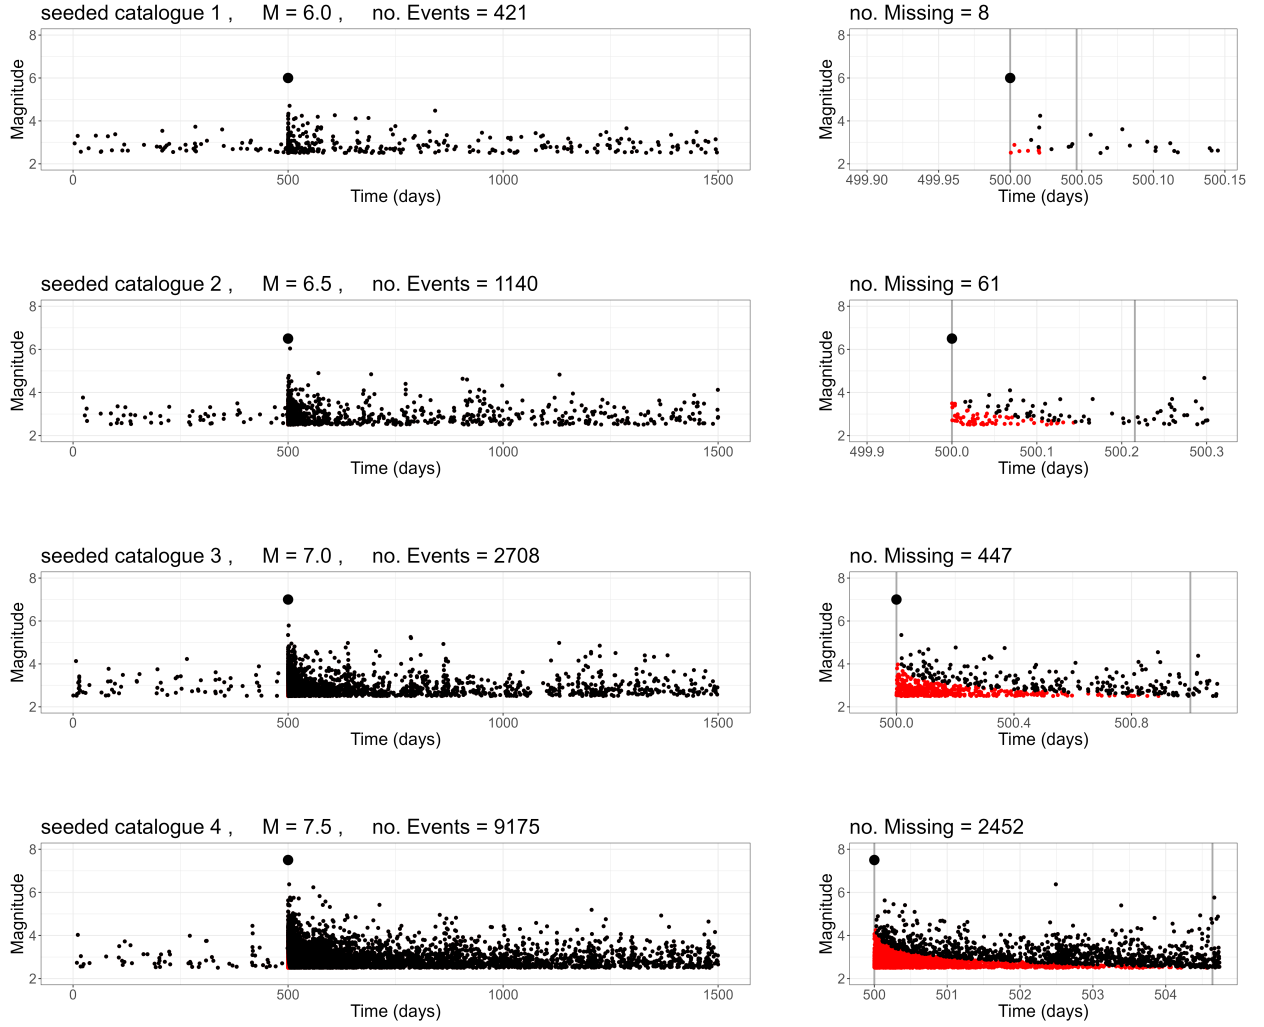 seeded catalogue 1 , M = 6.0 , no. Events = 421
no. Missing = 8
Magnitude
8
6
4
2
0 500 1000 1500
Time (days)
Magnitude
8
6
4
2
499.90 499.95 500.00 500.05 500.10 500.15
Time (days)
seeded catalogue 2 , M = 6.5 , no. Events = 1140
no. Missing = 61
Magnitude
8
6
4
2
0 500 1000 1500
Time (days)
Magnitude
8
6
4
2
499.9 500.0 500.1 500.2 500.3
Time (days)
seeded catalogue 3 , M = 7.0 , no. Events = 2708
no. Missing = 447
Magnitude
8
6
4
2
0 500 1000 1500
Time (days)
Magnitude
8
6
4
2
500.0 500.4 500.8
Time (days)
seeded catalogue 4 , M = 7.5 , no. Events = 9175
no. Missing = 2452
Magnitude
8
6
4
2
0 500 1000 1500
Time (days)
Magnitude
8
6
4
2
500 501 502 503 504
Time (days)